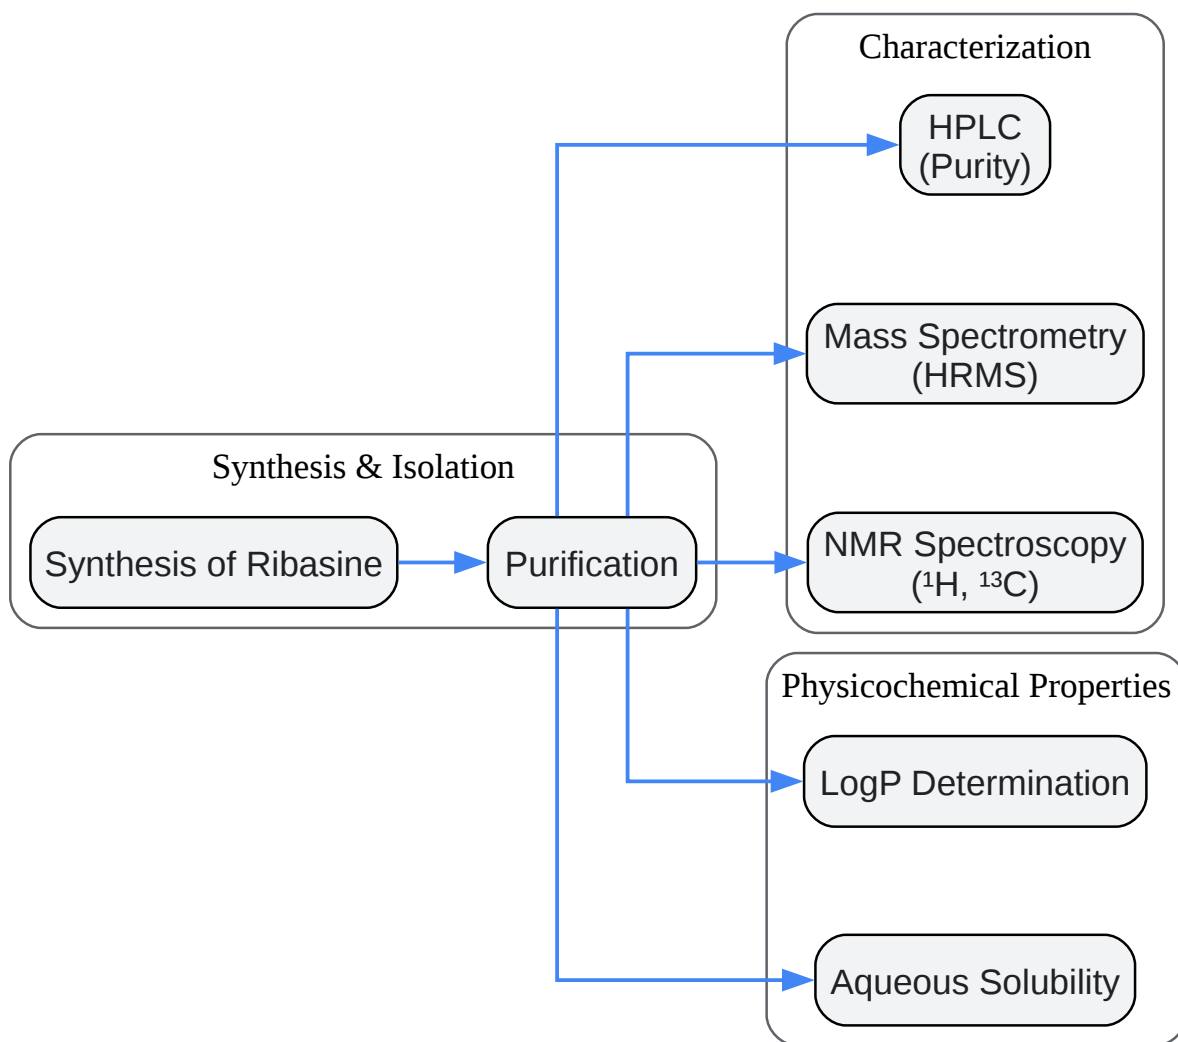 Characterization
HPLC
(Purity)
Mass Spectrometry
(HRMS)
Synthesis & Isolation
Synthesis of Ribasine
Purification
NMR Spectroscopy
(¹H, ¹³C)
Physicochemical Properties
LogP Determination
Aqueous Solubility